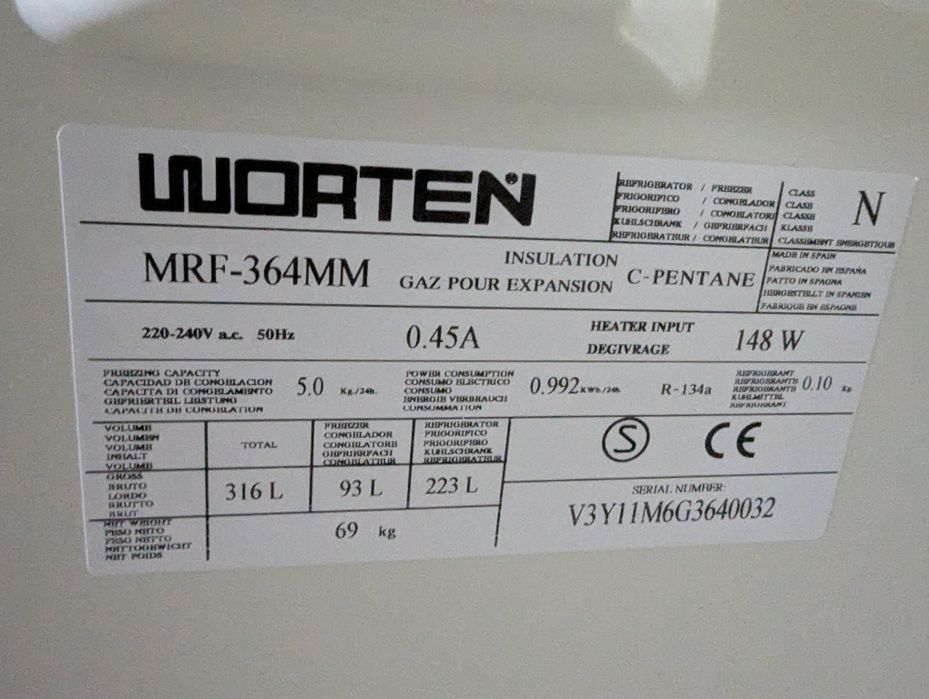 WORTEN®
REFRIGERATOR / FREEZER
FRIGORIFICO / CONGELADOR
FRIGORIFERO / CONGELATORE
KUHLSCHRANK / GEFRIERFACH
REFRIGERATEUR / CONGELATEUR
CLASS
CLASE
CLASSE
KLASSE
CLASSEMENT ENERGETIQUE
N
MRF-364MM
INSULATION
GAZ POUR EXPANSION
C-PENTANE
MADE IN SPAIN
FABRICADO EN ESPAÑA
FATTO IN SPAGNA
HERGESTELLT IN SPANIEN
FABRIQUE EN ESPAGNE
220-240V a.c. 50Hz
0.45A
HEATER INPUT
DEGIVRAGE
148 W
FREEZING CAPACITY
CAPACIDAD DE CONGELACION
CAPACITA DI CONGELAMENTO
GEFRIERTEIL LEISTUNG
CAPACITE DE CONGELATION
5.0 Kg./24h.
POWER CONSUMPTION
CONSUMO ELECTRICO
CONSUMO
ENERGIE VERBRAUCH
CONSUMMATION
0.992 KWh./24h.
R-134a
REFRIGERANT
REFRIGERANTE
REFRIGERANTE
KUHLMITTEL
REFRIGERANT
0.10 Kg.
VOLUME
VOLUMEN
VOLUME
INHALT
VOLUME
TOTAL
FREEZER
CONGELADOR
CONGELATORE
GEFRIERFACH
CONGELATEUR
REFRIGERATOR
FRIGORIFICO
FRIGORIFERO
KUHLSCHRANK
REFRIGERATEUR
GROSS
BRUTO
LORDO
BRUTTO
BRUT
316 L
93 L
223 L
NET WEIGHT
PESO NETO
PESO NETTO
NETTOGEWICHT
NET POIDS
69 kg
S CE
SERIAL NUMBER:
V3Y11M6G3640032